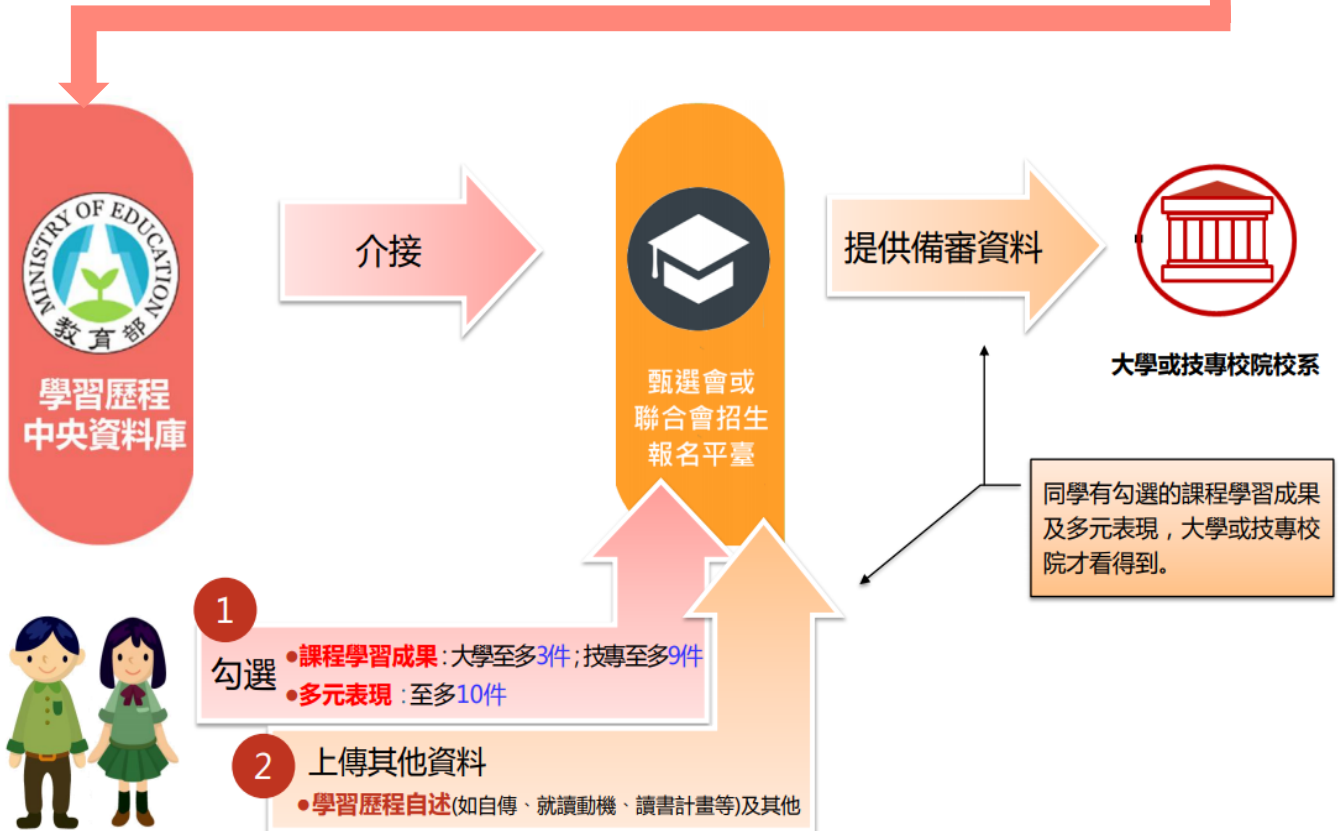 MINISTRY OF EDUCATION
教育部
學習歷程
中央資料庫
介接
甄選會或
聯合會招生
報名平臺
提供備審資料
大學或技專校院校系
同學有勾選的課程學習成果
及多元表現，大學或技專校
院才看得到。
1
勾選
●課程學習成果：大學至多3件；技專至多9件
●多元表現：至多10件
2
上傳其他資料
●學習歷程自述(如自傳、就讀動機、讀書計畫等)及其他